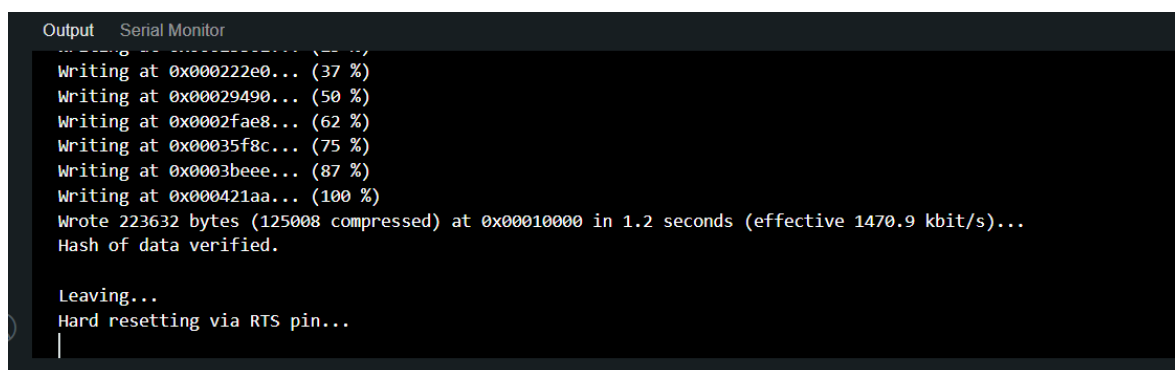 Output Serial Monitor
Writing at 0x000222e0... (37 %)
Writing at 0x00029490... (50 %)
Writing at 0x0002fae8... (62 %)
Writing at 0x00035f8c... (75 %)
Writing at 0x0003beee... (87 %)
Writing at 0x000421aa... (100 %)
Wrote 223632 bytes (125008 compressed) at 0x00010000 in 1.2 seconds (effective 1470.9 kbit/s)...
Hash of data verified.
Leaving...
Hard resetting via RTS pin...